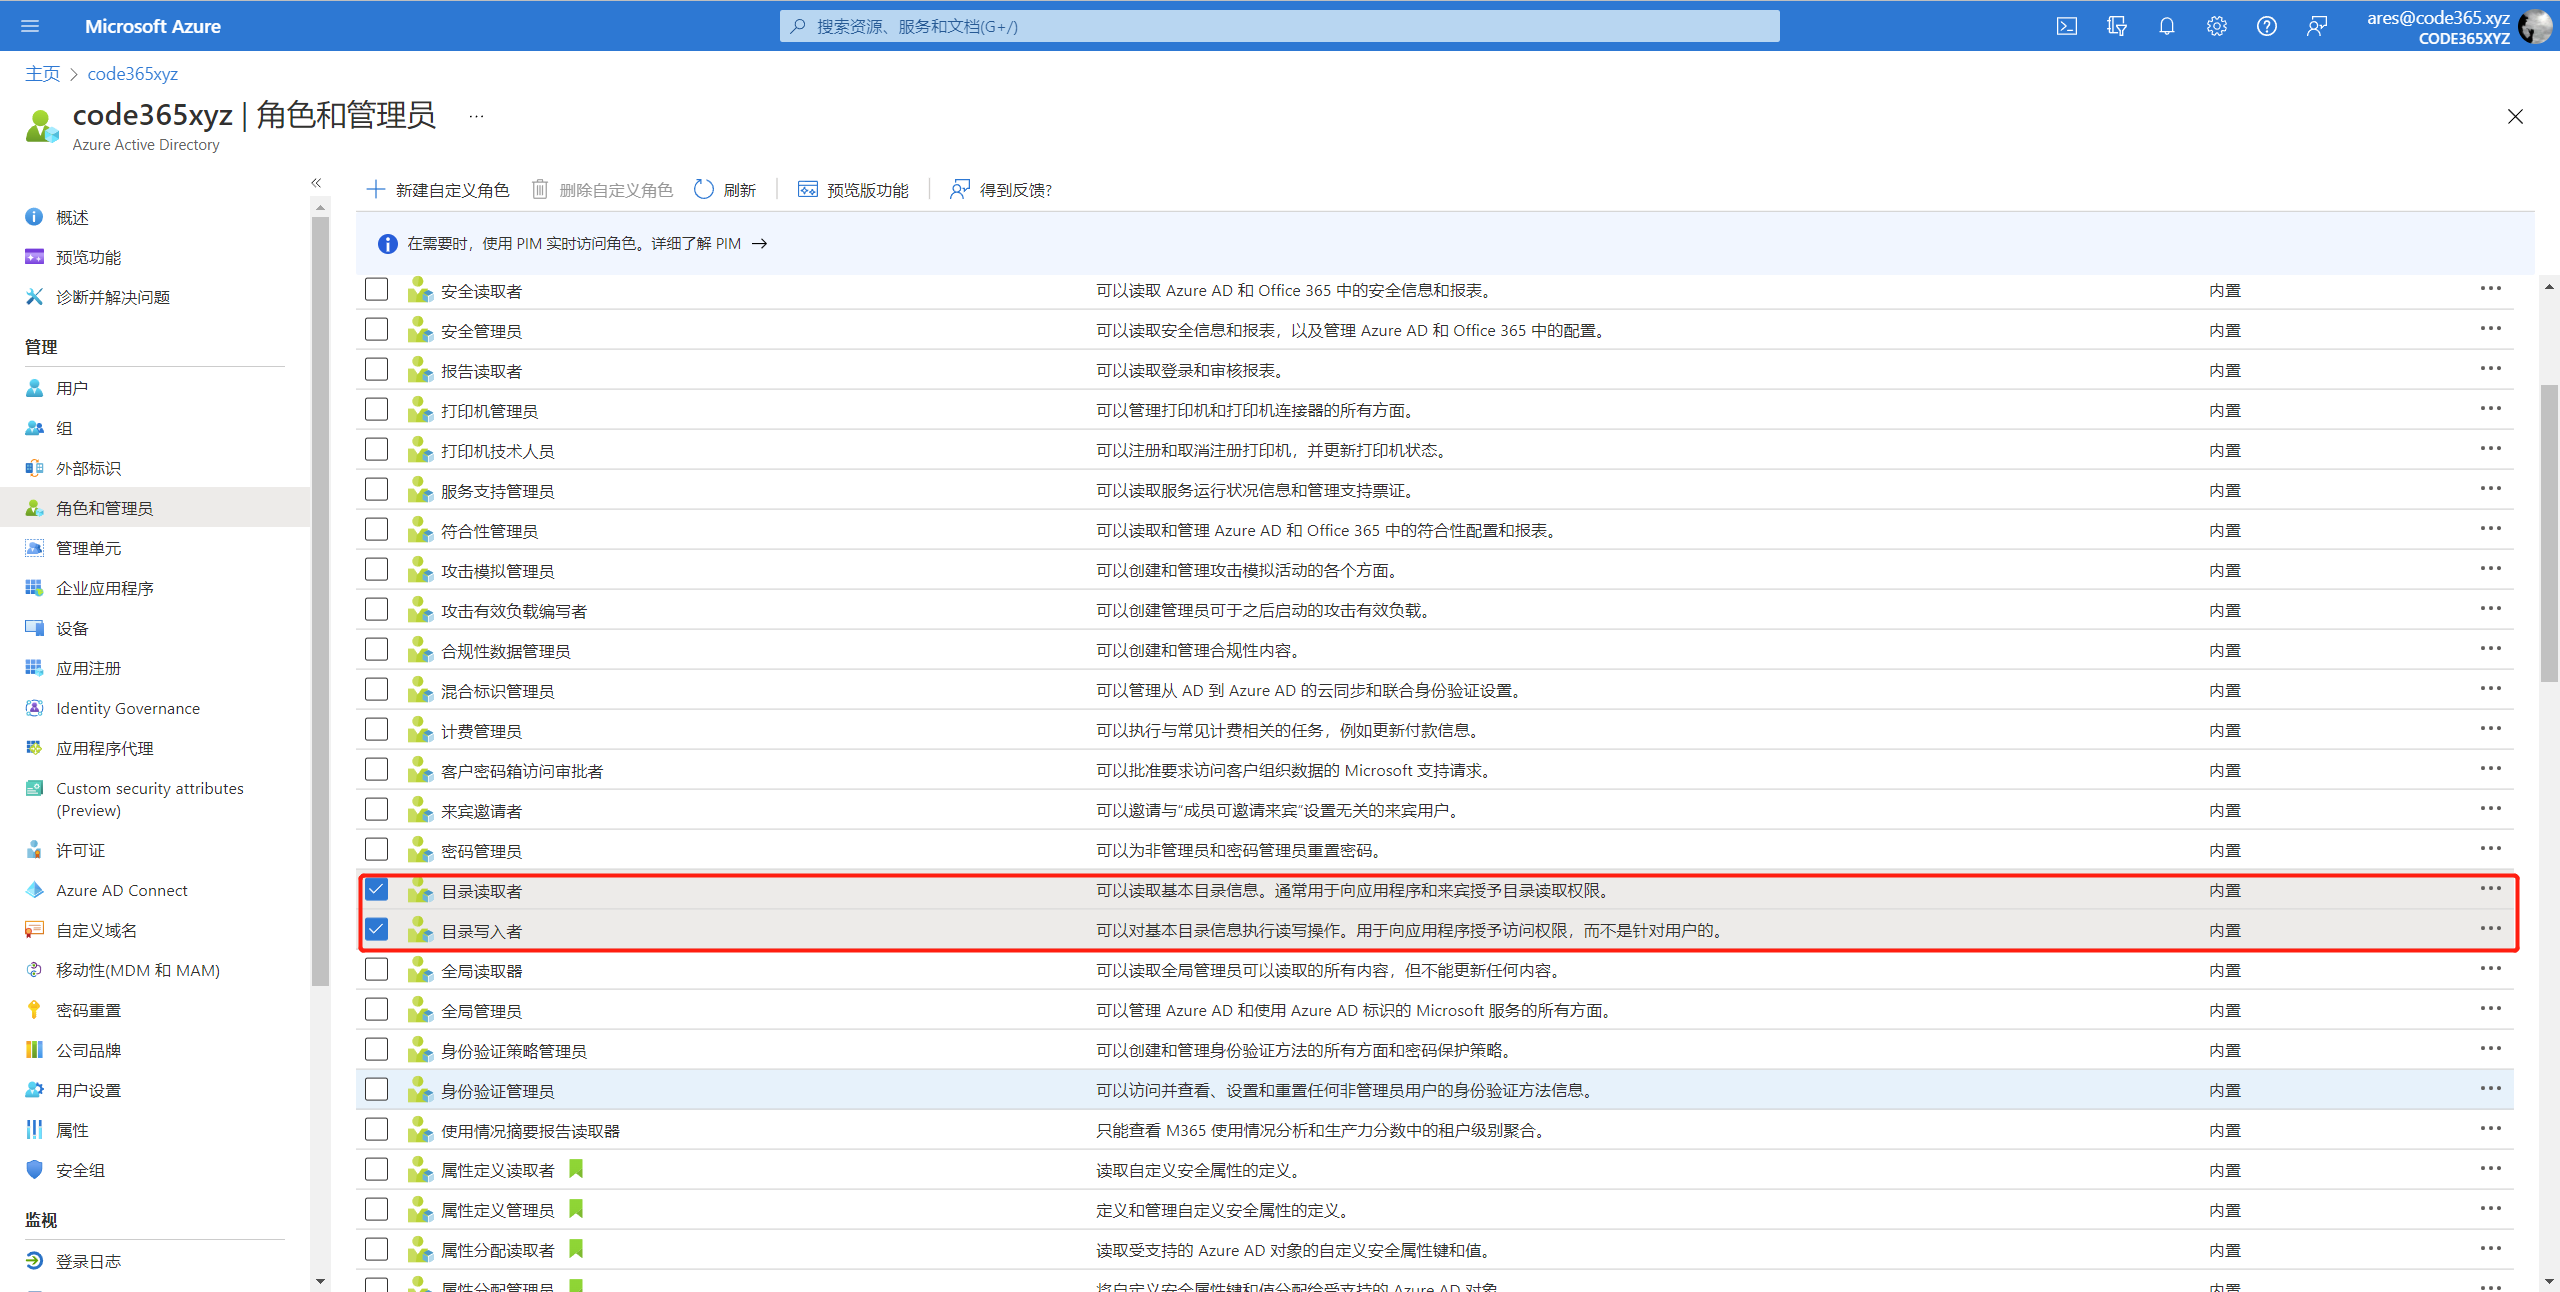 Microsoft Azure
搜索资源、服务和文档(G+/)
ares@code365.xyz
CODE365XYZ
主页 > code365xyz
code365xyz | 角色和管理员 ...
Azure Active Directory
概述
预览功能
诊断并解决问题
管理
用户
组
外部标识
角色和管理员
管理单元
企业应用程序
设备
应用注册
Identity Governance
应用程序代理
Custom security attributes
(Preview)
许可证
Azure AD Connect
自定义域名
移动性(MDM 和 MAM)
密码重置
公司品牌
用户设置
属性
安全组
监视
登录日志
新建自定义角色 删除自定义角色 刷新 预览版功能 得到反馈?
在需要时，使用 PIM 实时访问角色。详细了解 PIM →
安全读取者 可以读取 Azure AD 和 Office 365 中的安全信息和报表。 内置
安全管理员 可以读取安全信息和报表，以及管理 Azure AD 和 Office 365 中的配置。 内置
报告读取者 可以读取登录和审核报表。 内置
打印机管理员 可以管理打印机和打印机连接器的所有方面。 内置
打印机技术人员 可以注册和取消注册打印机，并更新打印机状态。 内置
服务支持管理员 可以读取服务运行状况信息和管理支持票证。 内置
符合性管理员 可以读取和管理 Azure AD 和 Office 365 中的符合性配置和报表。 内置
攻击模拟管理员 可以创建和管理攻击模拟活动的各个方面。 内置
攻击有效负载编写者 可以创建管理员可于之后启动的攻击有效负载。 内置
合规性数据管理员 可以创建和管理合规性内容。 内置
混合标识管理员 可以管理从 AD 到 Azure AD 的云同步和联合身份验证设置。 内置
计费管理员 可以执行与常见计费相关的任务，例如更新付款信息。 内置
客户密码箱访问审批者 可以批准要求访问客户组织数据的 Microsoft 支持请求。 内置
来宾邀请者 可以邀请与“成员可邀请来宾”设置无关的来宾用户。 内置
密码管理员 可以为非管理员和密码管理员重置密码。 内置
目录读取者 可以读取基本目录信息。通常用于向应用程序和来宾授予目录读取权限。 内置
目录写入者 可以对基本目录信息执行读写操作。用于向应用程序授予访问权限，而不是针对用户的。 内置
全局读取器 可以读取全局管理员可以读取的所有内容，但不能更新任何内容。 内置
全局管理员 可以管理 Azure AD 和使用 Azure AD 标识的 Microsoft 服务的所有方面。 内置
身份验证策略管理员 可以创建和管理身份验证方法的所有方面和密码保护策略。 内置
身份验证管理员 可以访问并查看、设置和重置任何非管理员用户的身份验证方法信息。 内置
使用情况摘要报告读取器 只能查看 M365 使用情况分析和生产力分数中的租户级别聚合。 内置
属性定义读取者 读取自定义安全属性的定义。 内置
属性定义管理员 定义和管理自定义安全属性的定义。 内置
属性分配读取者 读取受支持的 Azure AD 对象的自定义安全属性键和值。 内置
属性分配管理员 将自定义安全属性键和值分配给受支持的 Azure AD 对象 内置